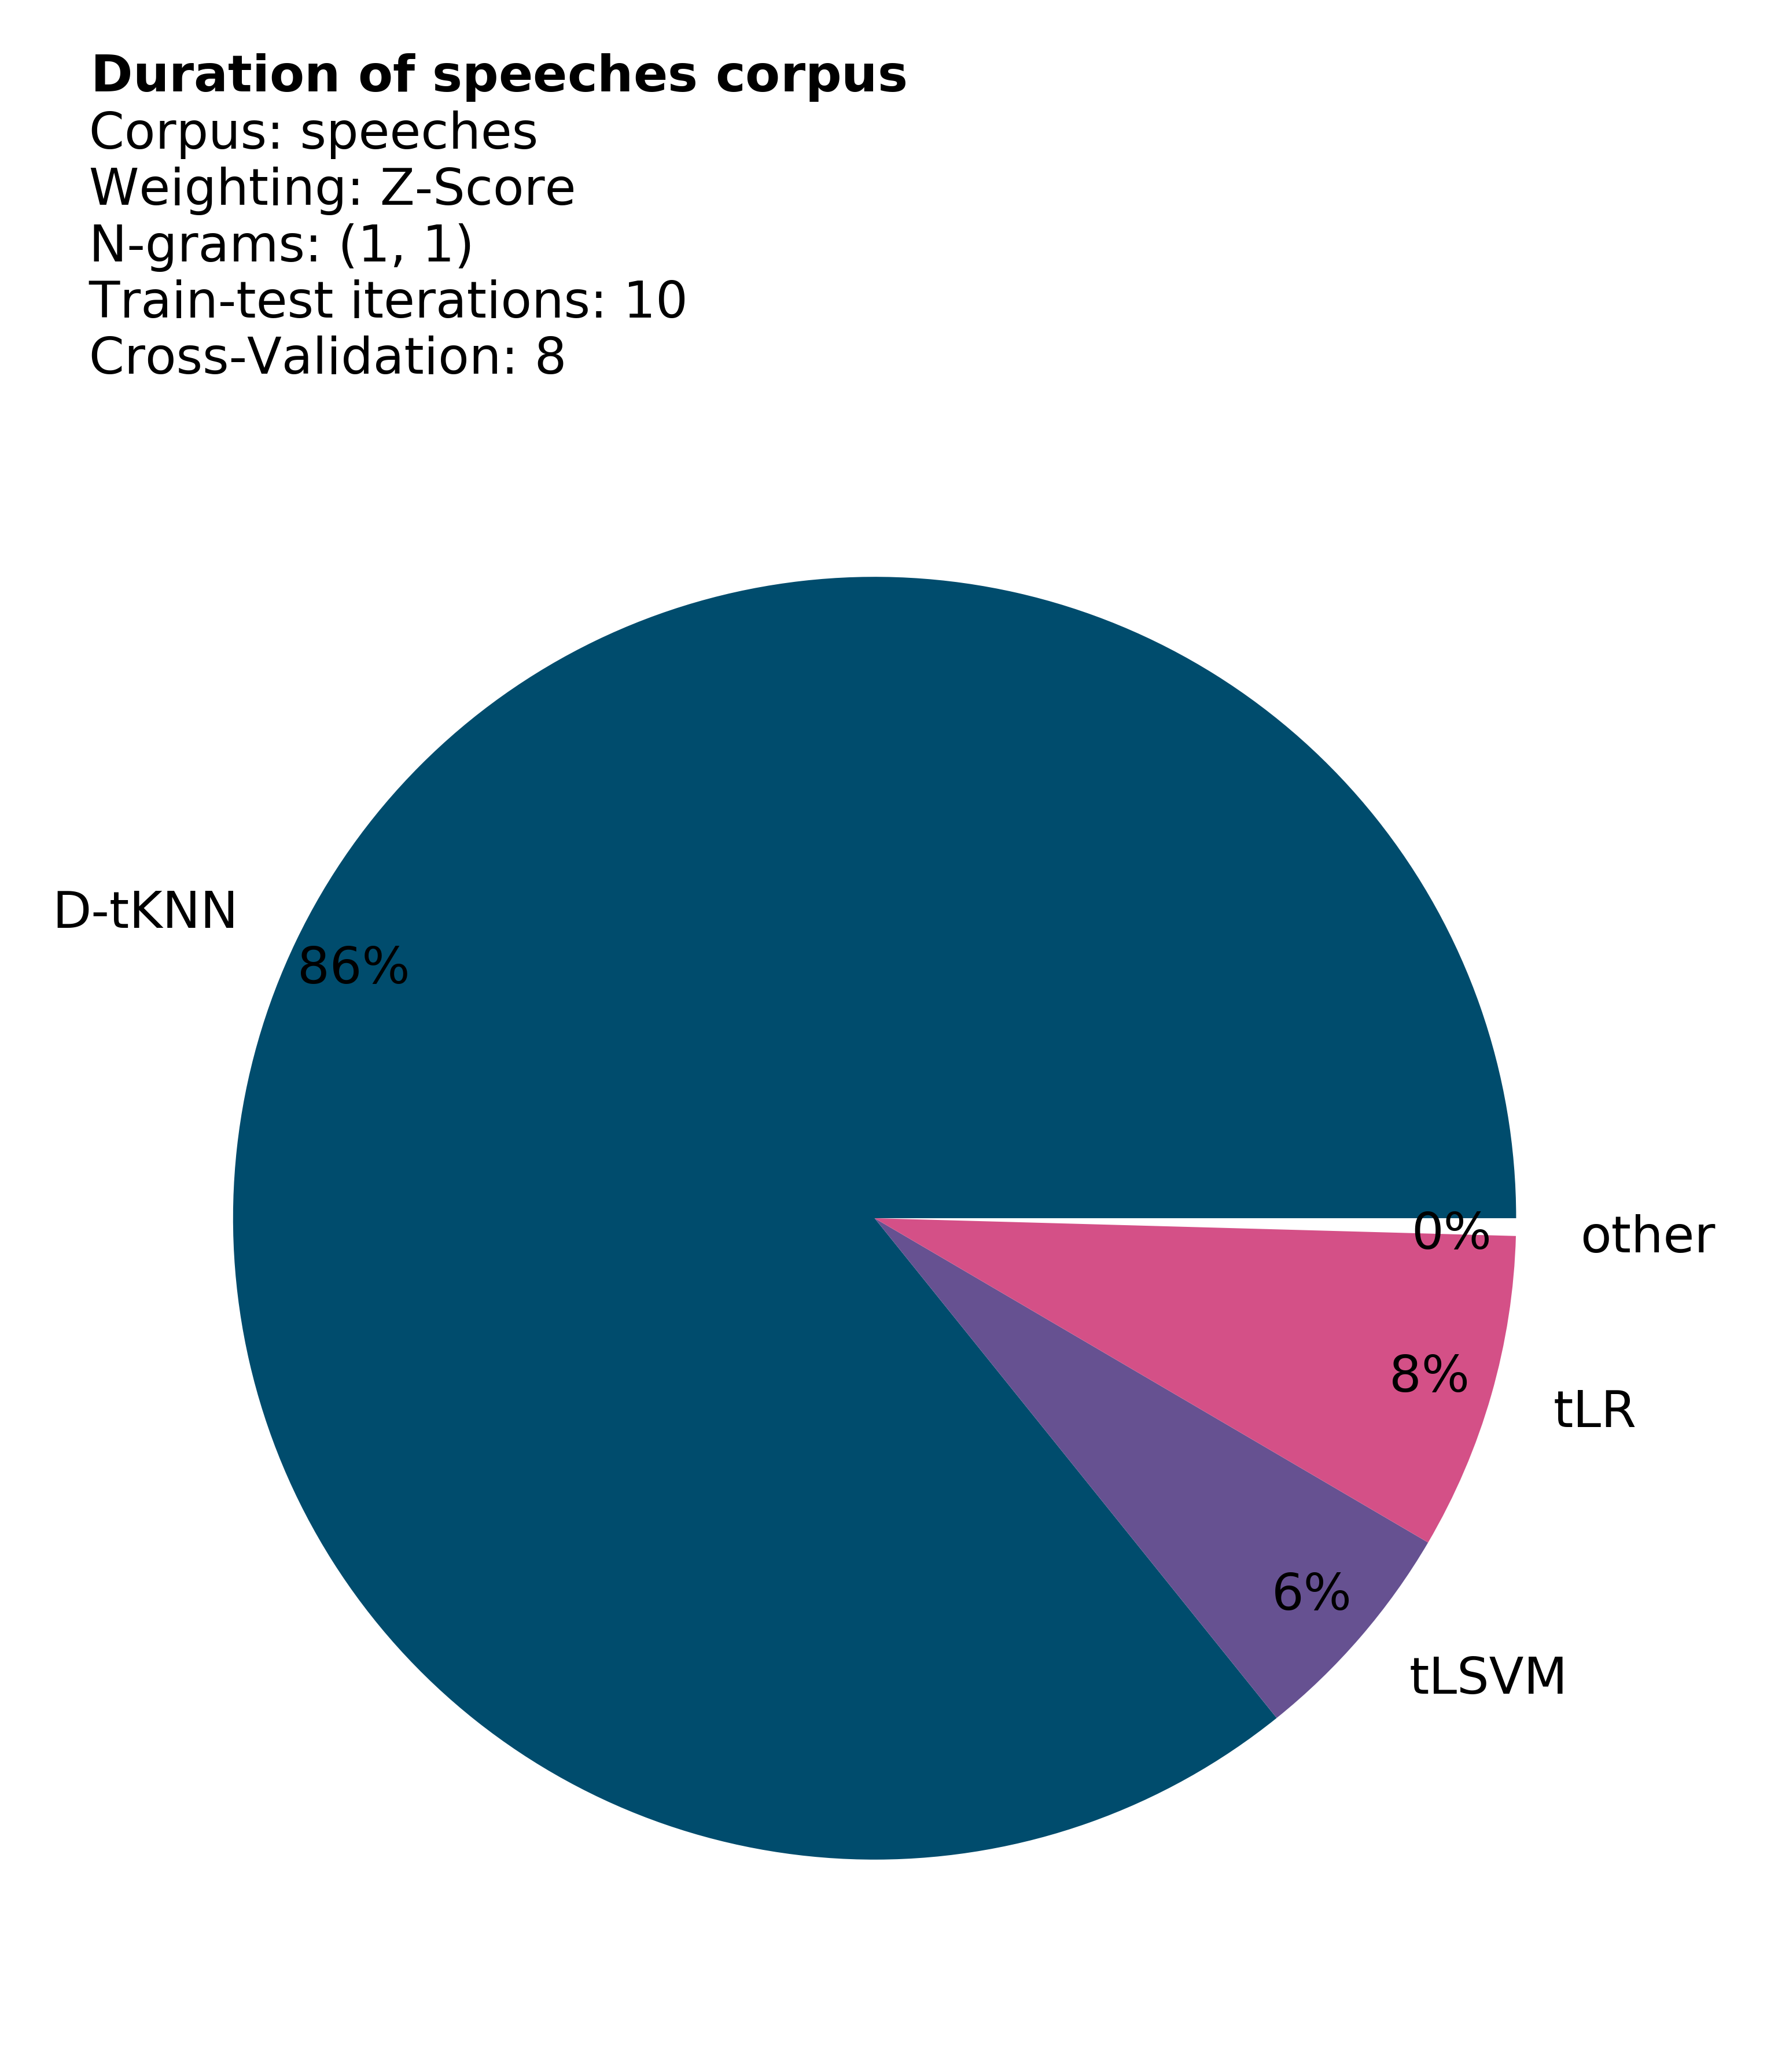 Duration of speeches corpus
Corpus: speeches
Weighting: Z-Score
N-grams: (1, 1)
Train-test iterations: 10
Cross-Validation: 8
D-tKNN
86%
0%
other
8%
tLR
6%
tLSVM